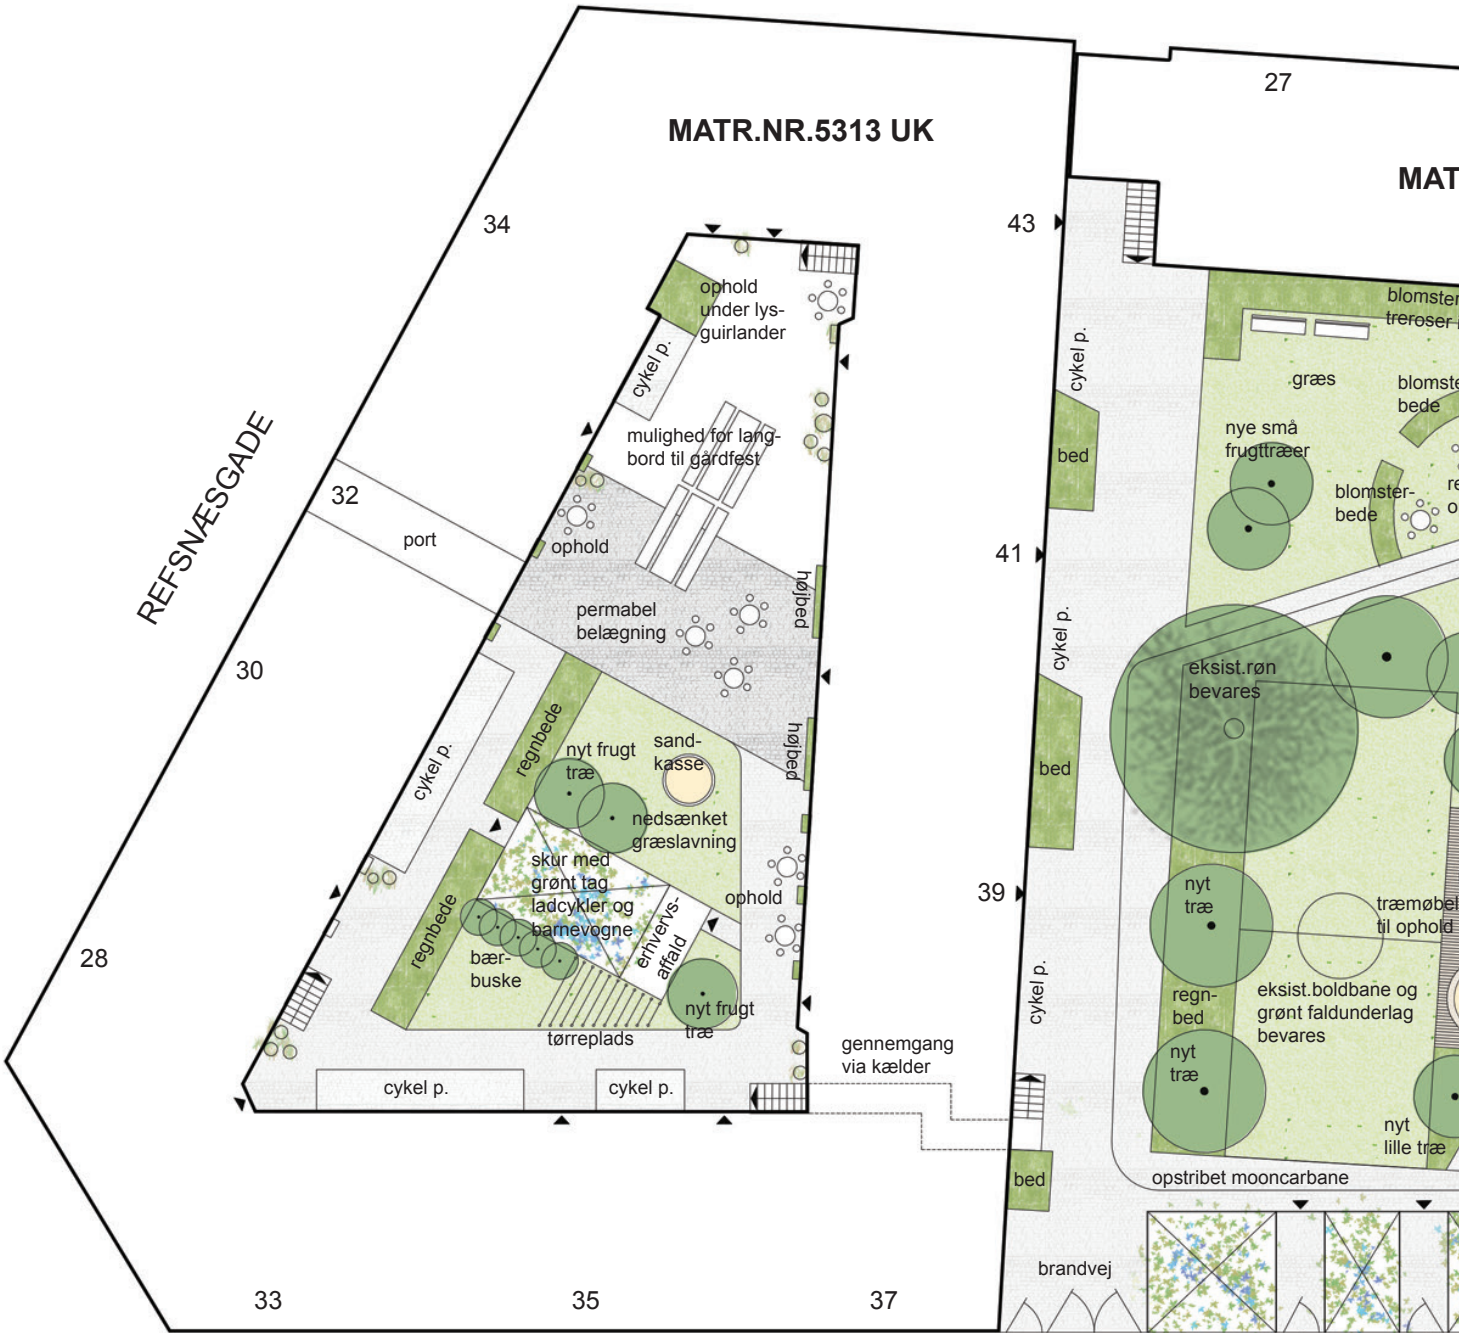 27
MATR.NR.5313 UK
MAT
34
43
ophold
under lys-
guirlander
cykel p.
mulighed for lang-
bord til gårdfest
REFSNÆSGADE
32
port
ophold
permabel
belægning
højbed
højbed
30
cykel p.
regnbede
nyt frugt
træ
sand-
kasse
nedsænket
græslavning
skur med
grønt tag
ladcykler og
barnevogne
erhvervs-
affald
ophold
regnbede
bær-
buske
nyt frugt
træ
tørreplads
28
cykel p.
cykel p.
gennemgang
via kælder
33
35
37
cykel p.
bed
41
cykel p.
bed
39
cykel p.
bed
brandvej
blomster
treroser
græs
blomste
bede
nye små
frugttræer
blomster-
bede
re
o
eksist.røn
bevares
nyt
træ
træmøbel
til ophold
regn-
bed
eksist.boldbane og
grønt faldunderlag
bevares
nyt
træ
nyt
lille træ
opstribet mooncarbane